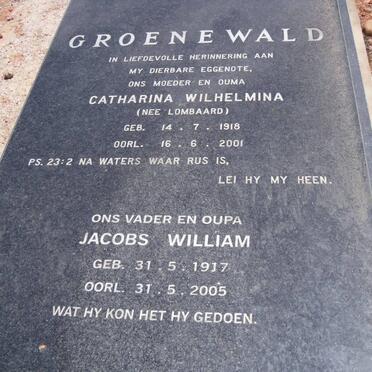 GROENEWALD
IN LIEFDEVOLLE HERINNERING AAN
MY DIERBARE EGGENOTE,
ONS MOEDER EN OUMA
CATHARINA WILHELMINA
(NEE LOMBAARD)
GEB. 14 . 7 . 1918
OORL. 16 . 6 . 2001
PS. 23:2 NA WATERS WAAR RUS IS,
LEI HY MY HEEN.
ONS VADER EN OUPA
JACOBS WILLIAM
GEB. 31 . 5 . 1917
OORL. 31 . 5 . 2005
WAT HY KON HET HY GEDOEN.